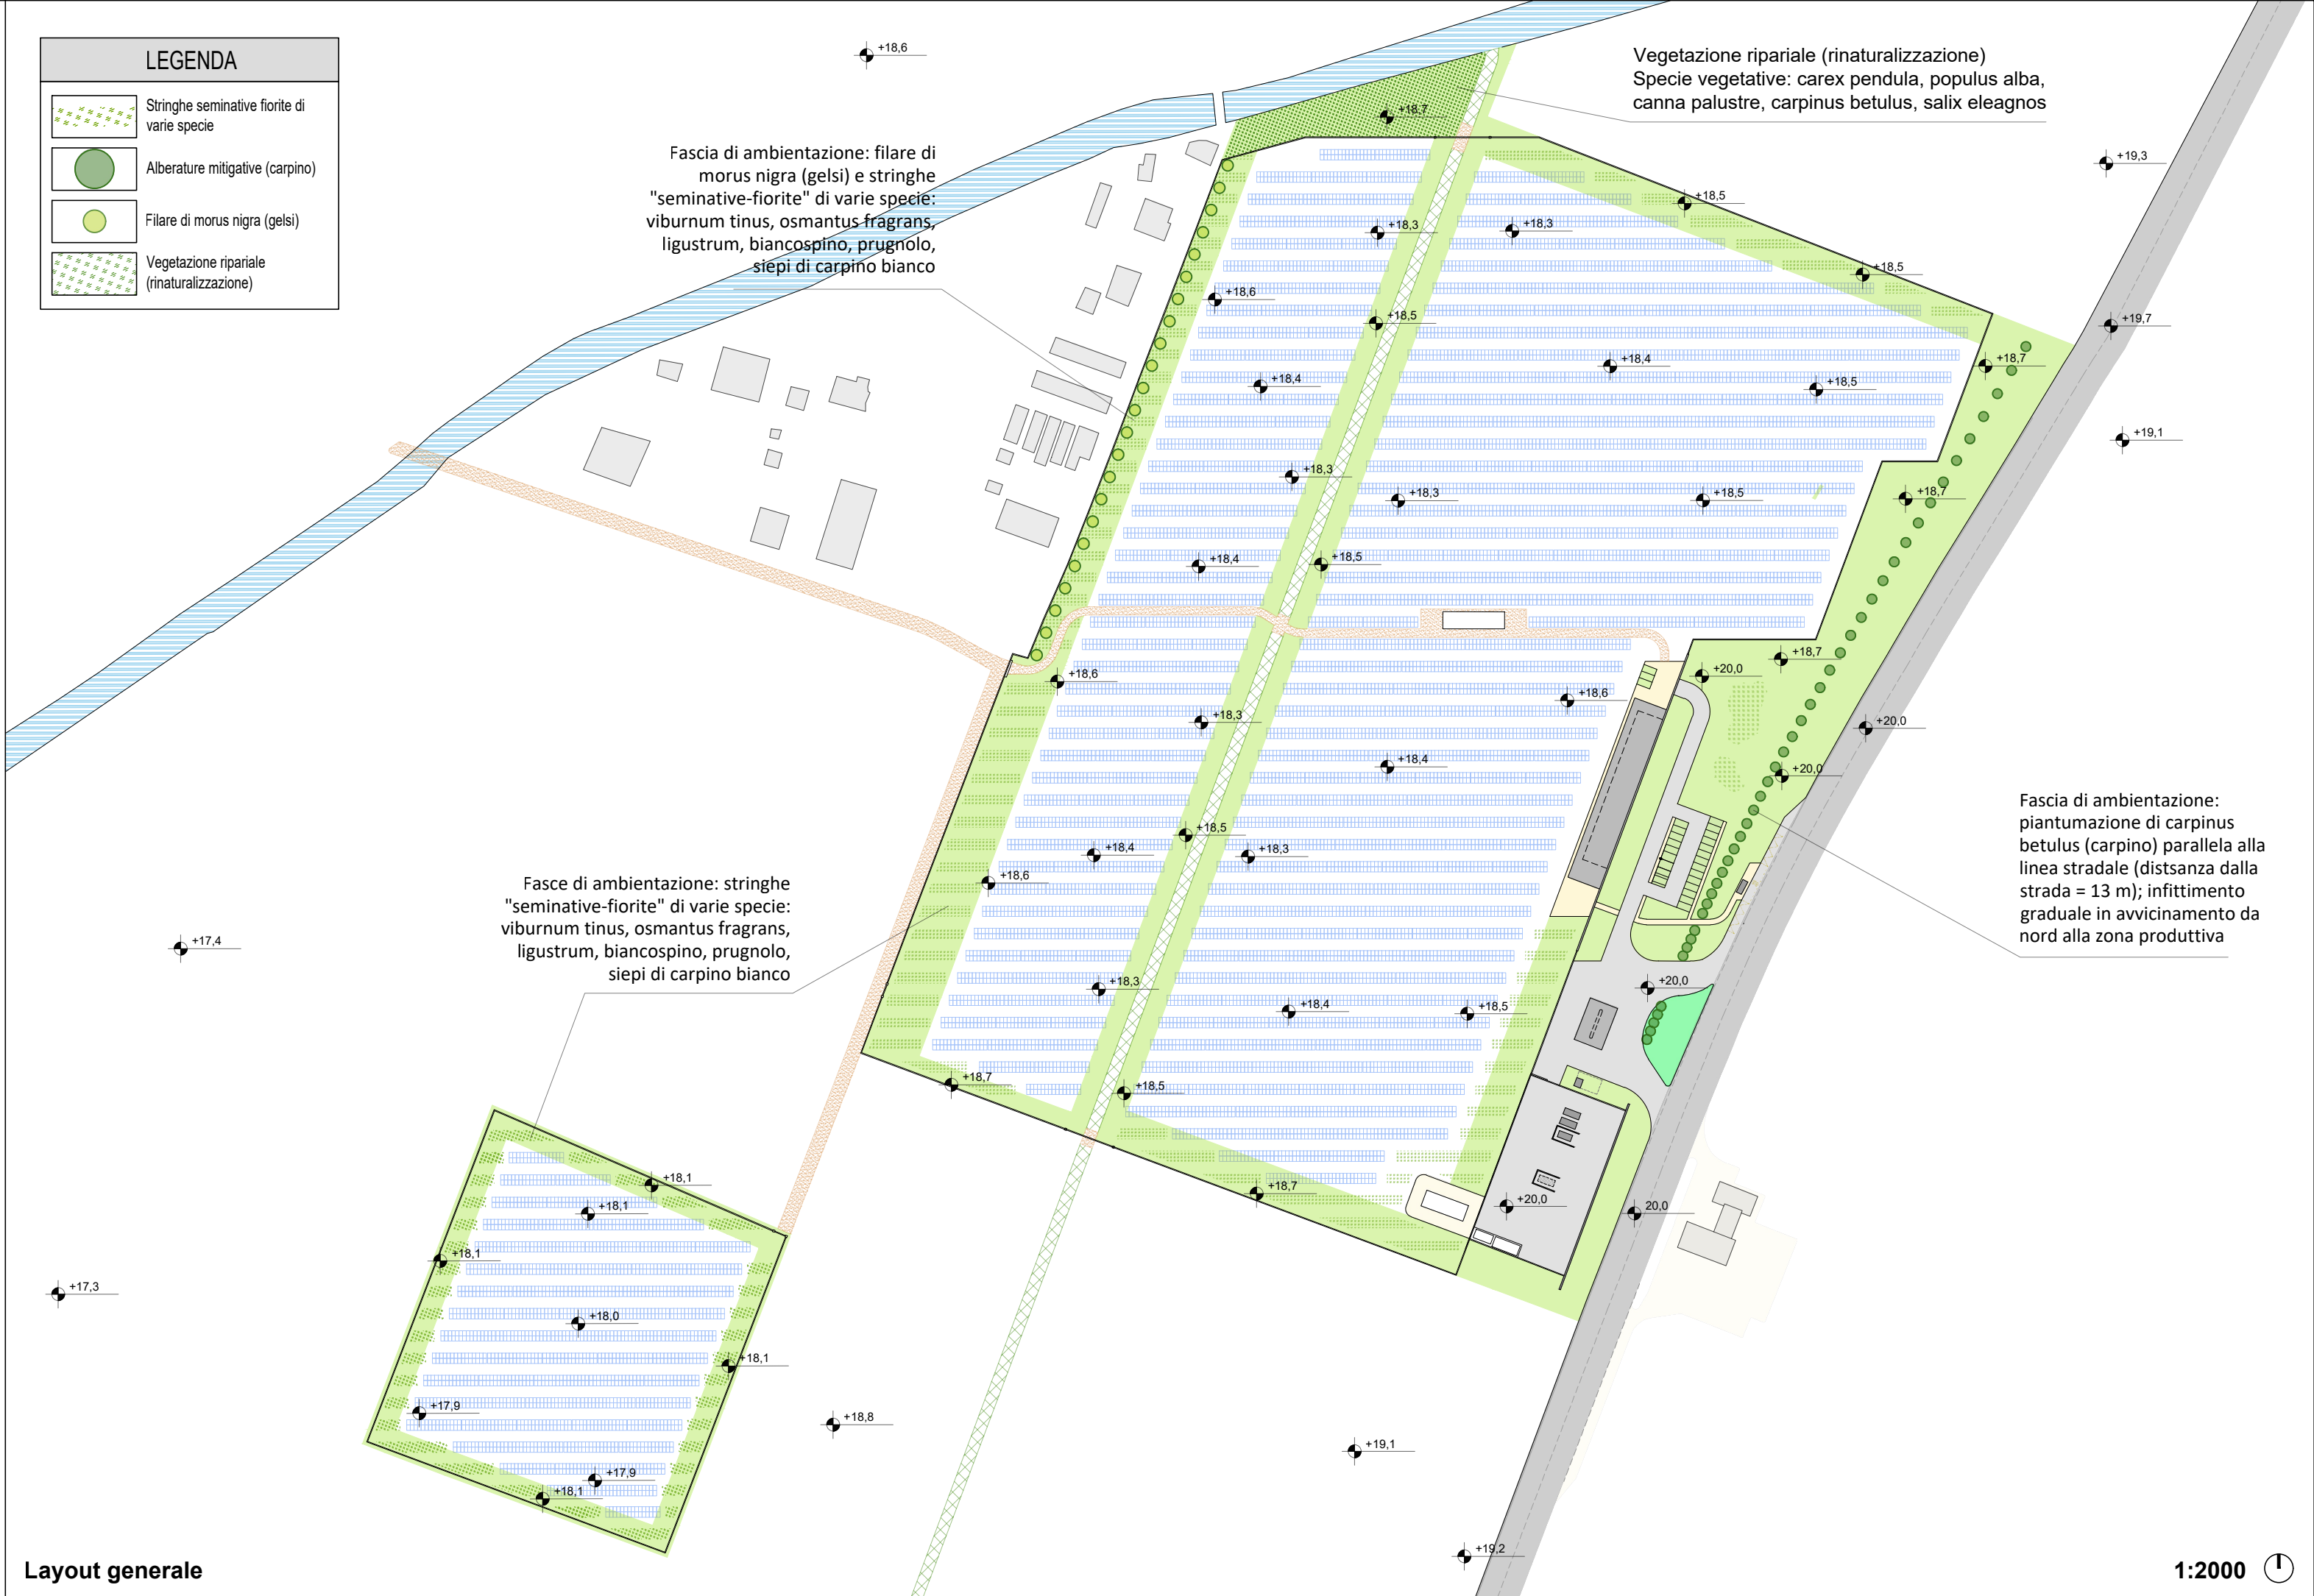 LEGENDA
Stringhe seminative fiorite di
varie specie
Alberature mitigative (carpino)
Filare di morus nigra (gelsi)
Vegetazione ripariale
(rinaturalizzazione)
+18,6
Vegetazione ripariale (rinaturalizzazione)
Specie vegetative: carex pendula, populus alba,
canna palustre, carpinus betulus, salix eleagnos
+18,7
Fascia di ambientazione: filare di
morus nigra (gelsi) e stringhe
"seminative-fiorite" di varie specie:
viburnum tinus, osmantus fragrans,
ligustrum, biancospino, prugnolo,
siepi di carpino bianco
+19,3
+18,5
+18,3
+18,3
+18,5
+18,6
+18,5
+19,7
+18,4
+18,7
+18,4
+18,5
+19,1
+18,3
+18,3
+18,5
+18,7
+18,4
+18,5
+18,7
+20,0
+18,6
+18,6
+18,3
+20,0
+18,4
+20,0
Fascia di ambientazione:
piantumazione di carpinus
betulus (carpino) parallela alla
linea stradale (distsanza dalla
strada = 13 m); infittimento
graduale in avvicinamento da
nord alla zona produttiva
+18,5
+18,4
+18,3
+18,6
Fasce di ambientazione: stringhe
"seminative-fiorite" di varie specie:
viburnum tinus, osmantus fragrans,
ligustrum, biancospino, prugnolo,
siepi di carpino bianco
+17,4
+18,3
+20,0
+18,4
+18,5
+18,7
+18,5
+18,1
+18,7
+18,1
+20,0
20,0
+18,1
+17,3
+18,0
+18,1
+17,9
+18,8
+19,1
+17,9
+18,1
+19,2
Layout generale
1:2000